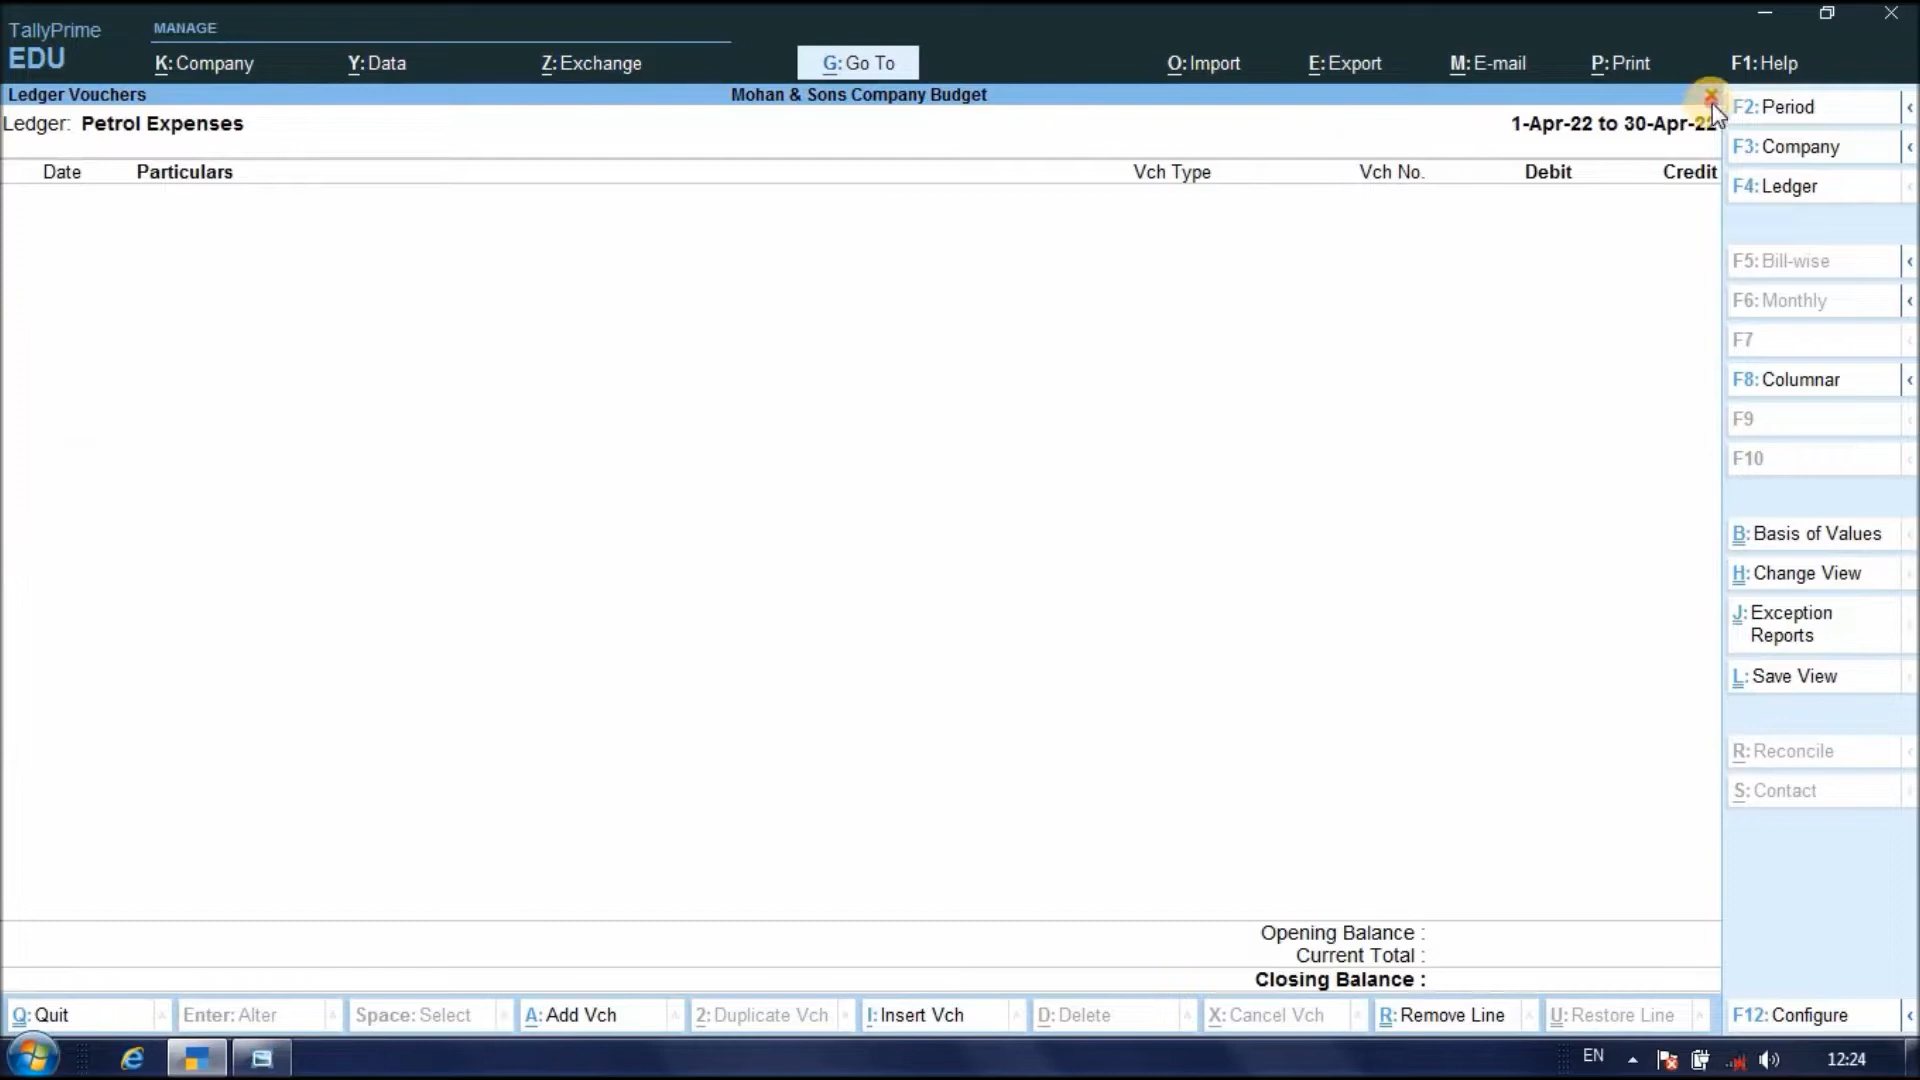 TallyPrime
EDU
MANAGE
K: Company
Y: Data
Z: Exchange
G: Go To
O: Import
E: Export
M: E-mail
P: Print
F1: Help
Ledger Vouchers
Mohan & Sons Company Budget
Ledger: Petrol Expenses
1-Apr-22 to 30-Apr-22
Date Particulars Vch Type Vch No. Debit Credit
F2: Period
F3: Company
F4: Ledger
F5: Bill-wise
F6: Monthly
F7
F8: Columnar
F9
F10
B: Basis of Values
H: Change View
J: Exception
Reports
L: Save View
R: Reconcile
S: Contact
Opening Balance :
Current Total :
Closing Balance :
Q: Quit
Enter: Alter
Space: Select
A: Add Vch
2: Duplicate Vch
I: Insert Vch
D: Delete
X: Cancel Vch
R: Remove Line
U: Restore Line
F12: Configure
EN
12:24